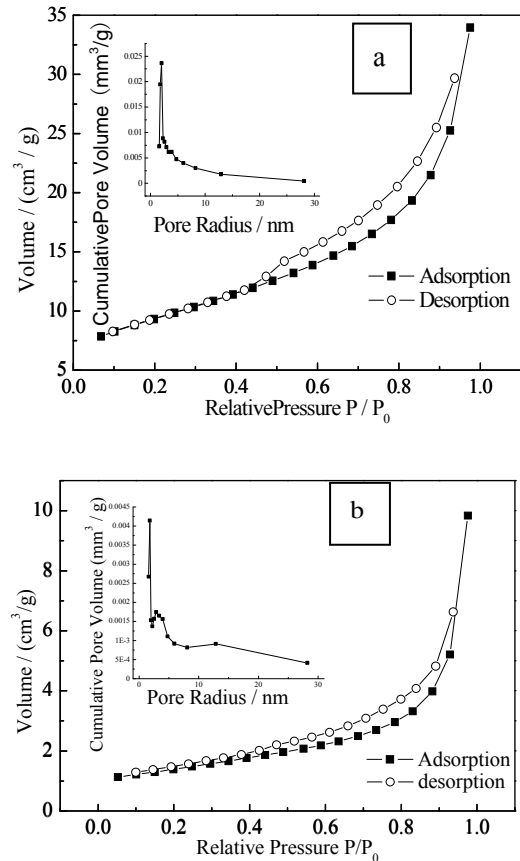 a
35
30
25
20
15
10
5
Volume / (cm³ / g)
CumulativePore Volume (mm³/g)
0.025
0.020
0.015
0.010
0.005
0
0 10 20 30
Pore Radius / nm
Adsorption
Desorption
0.0 0.2 0.4 0.6 0.8 1.0
RelativePressure P / P₀
b
10
8
6
4
2
0
Volume / (cm³/g)
Cumulative Pore Volume (mm³ / g)
0.0045
0.004
0.0035
0.003
0.0025
0.002
0.0015
1E-3
5E-4
0 10 20 30
Pore Radius / nm
Adsorption
desorption
0.0 0.2 0.4 0.6 0.8 1.0
Relative Pressure P/P₀